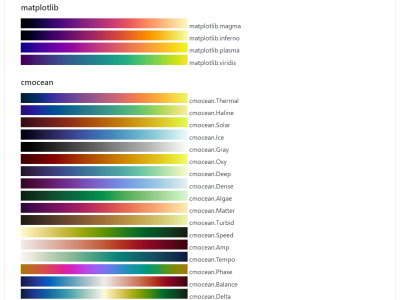 matplotlib
matplotlib.magma
matplotlib.inferno
matplotlib.plasma
matplotlib.viridis
cmocean
cmocean.Thermal
cmocean.Haline
cmocean.Solar
cmocean.Ice
cmocean.Gray
cmocean.Oxy
cmocean.Deep
cmocean.Dense
cmocean.Algae
cmocean.Matter
cmocean.Turbid
cmocean.Speed
cmocean.Amp
cmocean.Tempo
cmocean.Phase
cmocean.Balance
cmocean.Delta